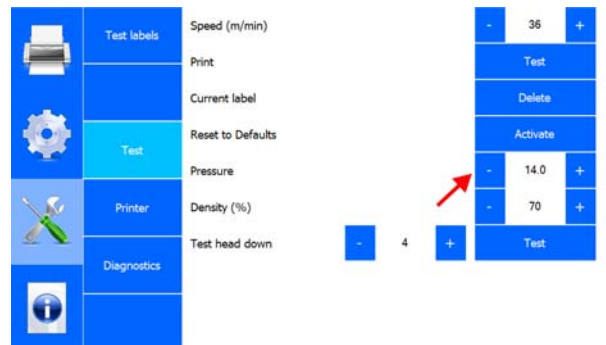 Test labels
Test
Printer
Diagnostics
Speed (m/min) - 36 +
Print Test
Current label Delete
Reset to Defaults Activate
Pressure - 14.0 +
Density (%) - 70 +
Test head down - 4 + Test